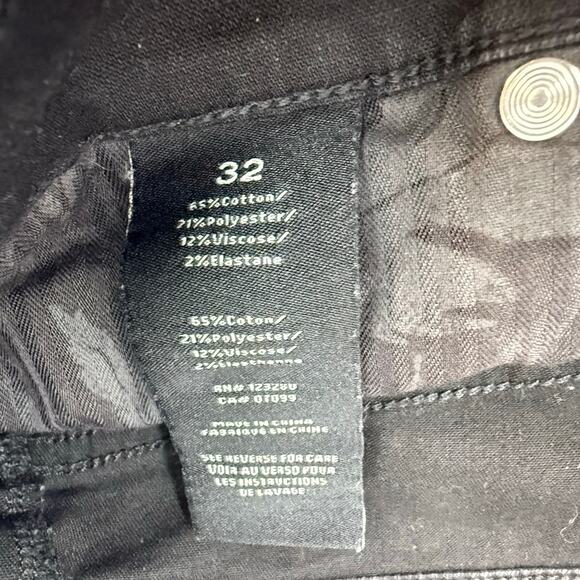 32
65%Cotton/
21%Polyester/
12%Viscose/
2%Elastane
65%Coton/
21%Polyester/
12%Viscose/
2%Elasthanne
RN# 123280
CA# 07099
MADE IN CHINA
FABRIQUÉ EN CHINE
SEE REVERSE FOR CARE
VOIR AU VERSO POUR
LES INSTRUCTIONS
DE LAVAGE